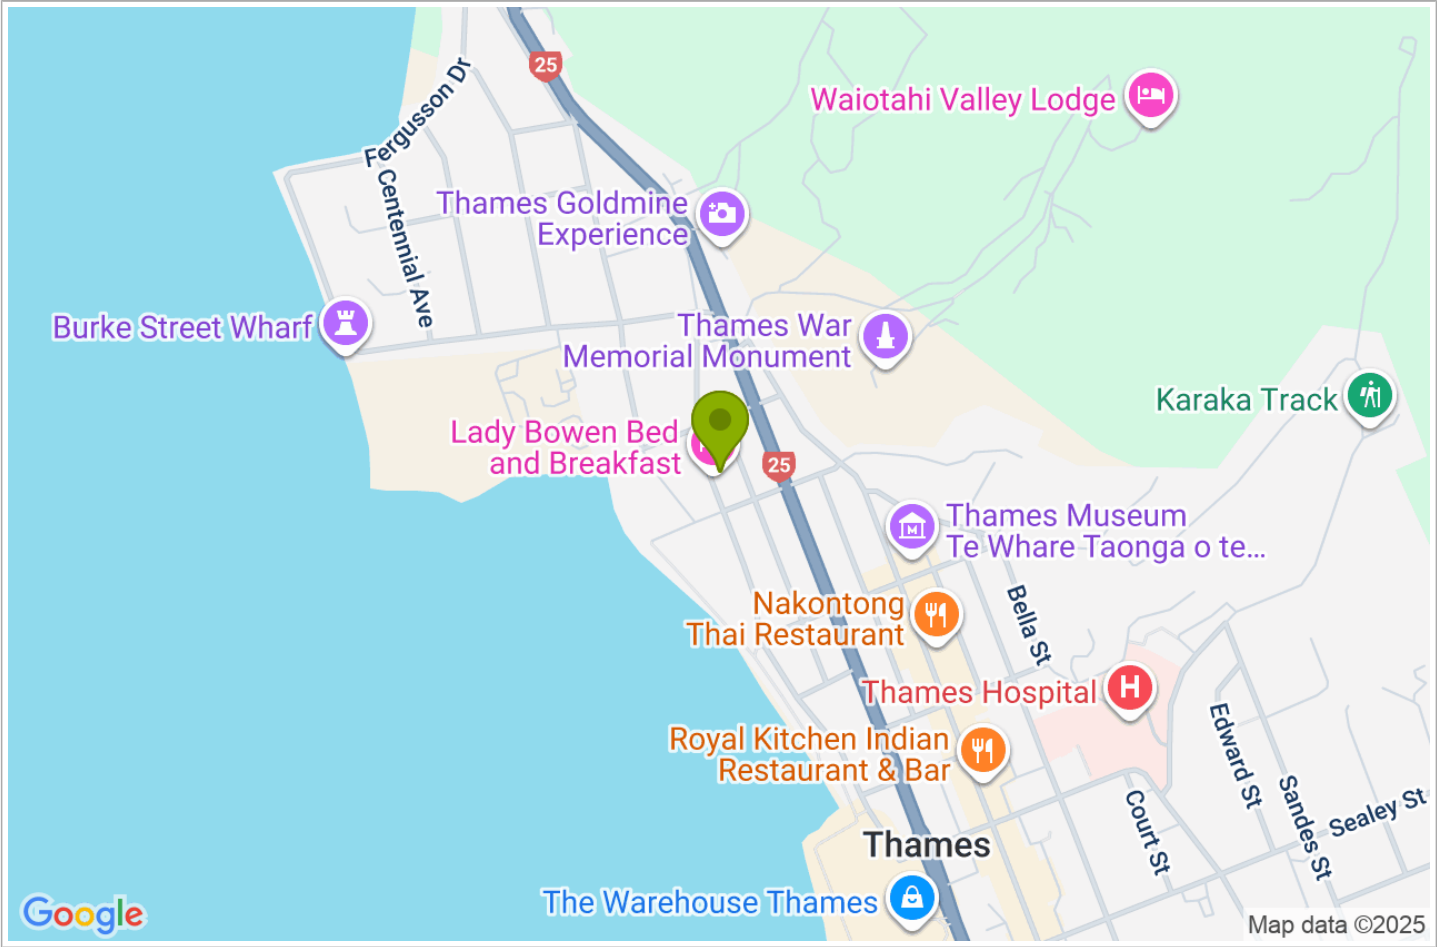 25
Waiotahi Valley Lodge
Fergusson Dr
Centennial Ave
Thames Goldmine
Experience
Burke Street Wharf
Thames War
Memorial Monument
Karaka Track
Lady Bowen Bed
and Breakfast
25
Thames Museum
Te Whare Taonga o te...
M
Nakontong
Thai Restaurant
Bella St
Thames Hospital
H
Royal Kitchen Indian
Restaurant & Bar
Edward St
Sandes St
Sealey St
Court St
Thames
The Warehouse Thames
Google
Map data ©2025